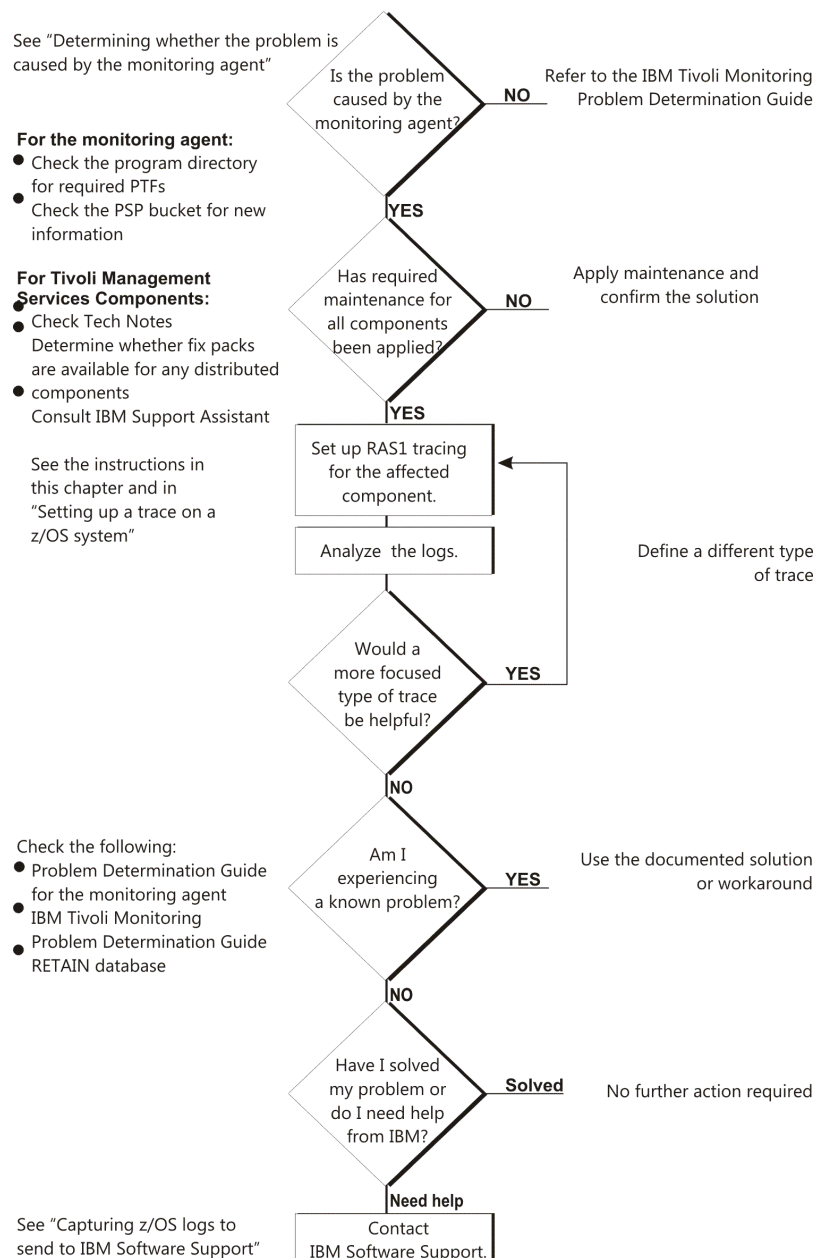 See “Determining whether the problem is
caused by the monitoring agent”
Is the problem
caused by the
monitoring agent?
NO
Refer to the IBM Tivoli Monitoring
Problem Determination Guide
For the monitoring agent:
● Check the program directory
for required PTFs
● Check the PSP bucket for new
information
YES
For Tivoli Management
Services Components:
● Check Tech Notes
● Determine whether fix packs
are available for any distributed
● components
Consult IBM Support Assistant
Has required
maintenance for
all components
been applied?
NO
Apply maintenance and
confirm the solution
YES
See the instructions in
this chapter and in
“Setting up a trace on a
z/OS system”
Set up RAS1 tracing
for the affected
component.
Analyze the logs.
Define a different type
of trace
Would a
more focused
type of trace
be helpful?
YES
NO
Check the following:
● Problem Determination Guide
for the monitoring agent
● IBM Tivoli Monitoring
● Problem Determination Guide
RETAIN database
Am I
experiencing
a known problem?
YES
Use the documented solution
or workaround
NO
Have I solved
my problem or
do I need help
from IBM?
Solved
No further action required
Need help
See “Capturing z/OS logs to
send to IBM Software Support”
Contact
IBM Software Support.